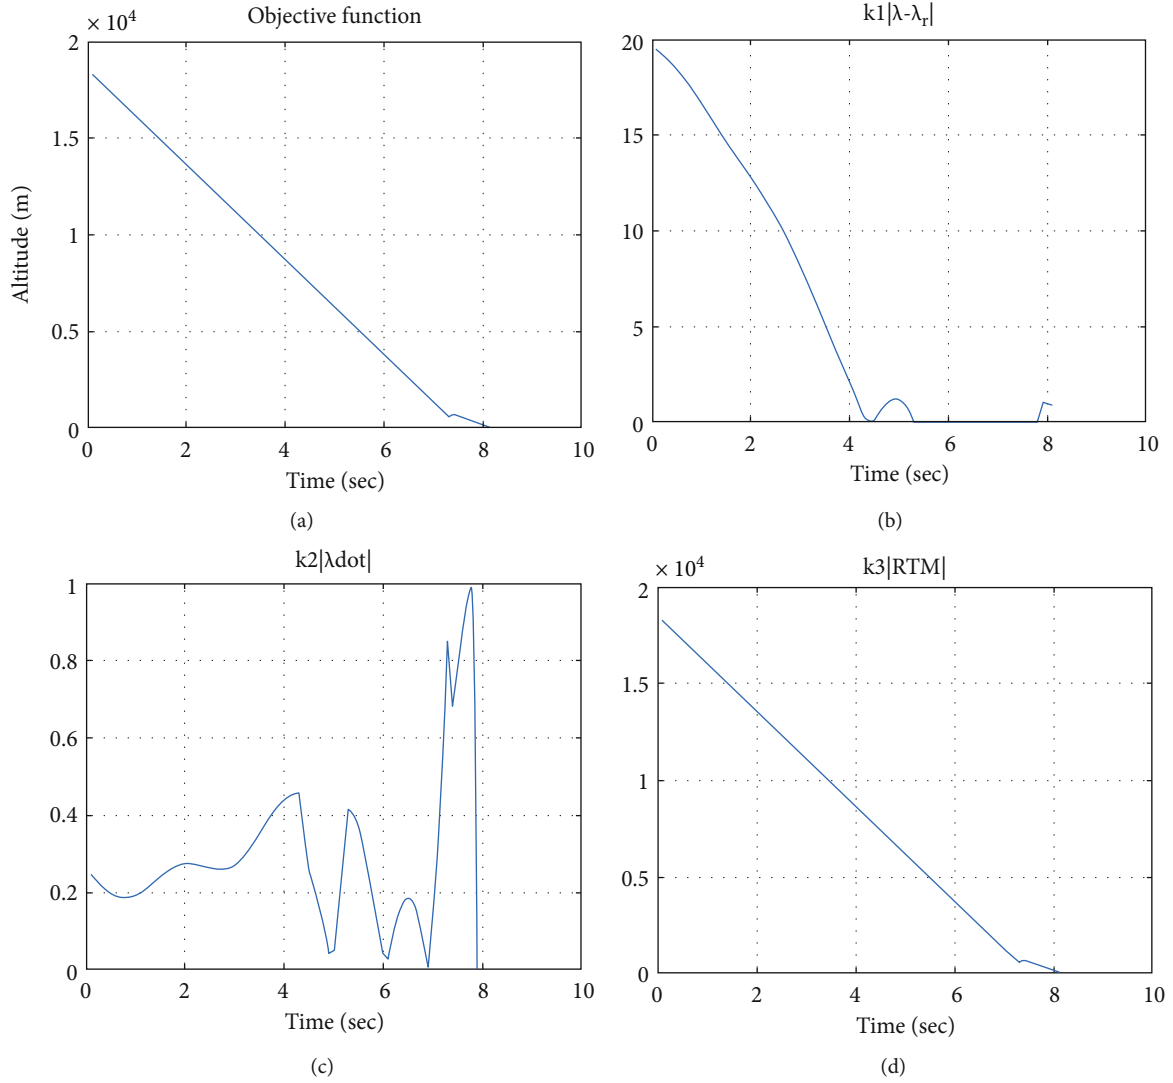 Objective function
× 10⁴
2
1.5
1
0.5
0
Altitude (m)
0 2 4 6 8 10
Time (sec)
(a)
k1|λ-λᵣ|
20
15
10
5
0
0 2 4 6 8 10
Time (sec)
(b)
k2|λdot|
1
0.8
0.6
0.4
0.2
0
0 2 4 6 8 10
Time (sec)
(c)
k3|RTM|
× 10⁴
2
1.5
1
0.5
0
0 2 4 6 8 10
Time (sec)
(d)